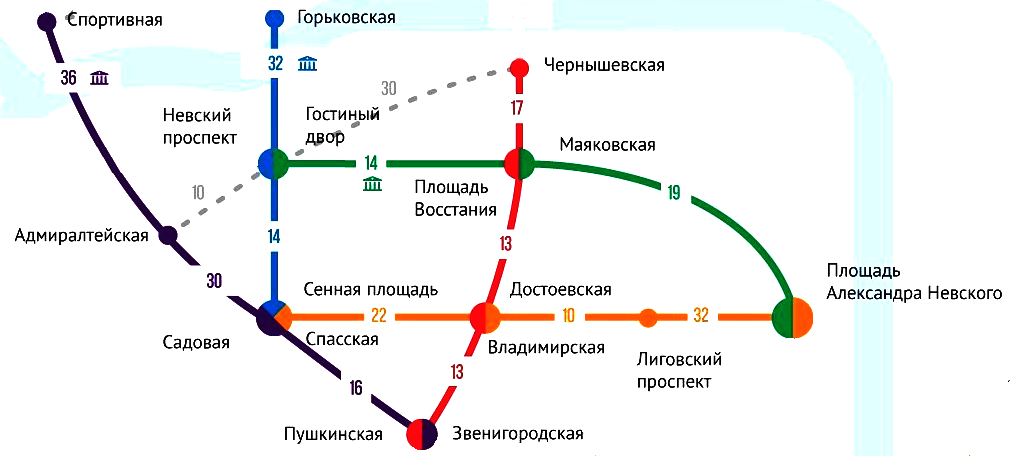 Спортивная
Горьковская
36
32
Чернышевская
30
17
Невский
проспект
Гостиный
двор
Маяковская
14
Площадь
Восстания
19
10
Адмиралтейская
14
13
30
Площадь
Александра Невского
Сенная площадь
Достоевская
22
10
32
Садовая
Спасская
Владимирская
Лиговский
проспект
16
13
Пушкинская
Звенигородская